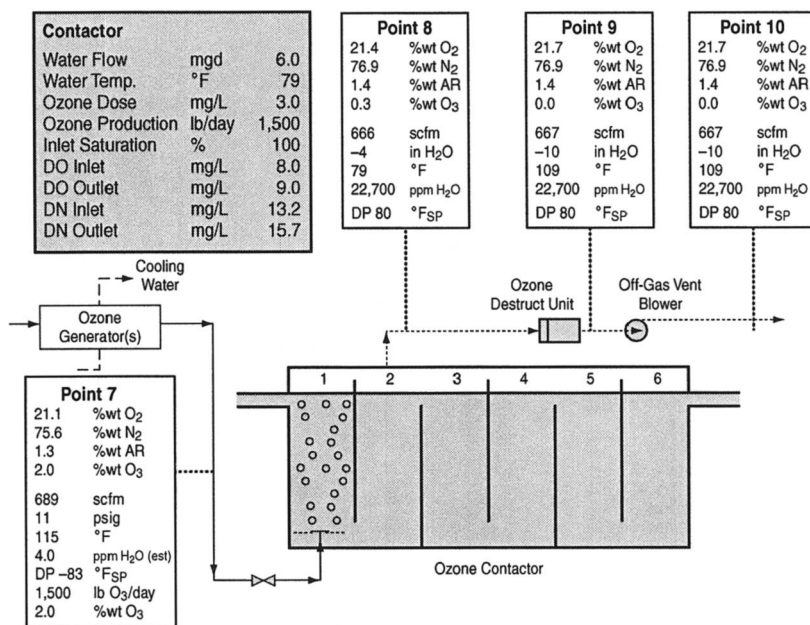 Contactor
Water Flow mgd 6.0
Water Temp. °F 79
Ozone Dose mg/L 3.0
Ozone Production lb/day 1,500
Inlet Saturation % 100
DO Inlet mg/L 8.0
DO Outlet mg/L 9.0
DN Inlet mg/L 13.2
DN Outlet mg/L 15.7
Point 8
21.4 %wt O₂
76.9 %wt N₂
1.4 %wt AR
0.3 %wt O₃
666 scfm
–4 in H₂O
79 °F
22,700 ppm H₂O
DP 80 °F_SP
Point 9
21.7 %wt O₂
76.9 %wt N₂
1.4 %wt AR
0.0 %wt O₃
667 scfm
–10 in H₂O
109 °F
22,700 ppm H₂O
DP 80 °F_SP
Point 10
21.7 %wt O₂
76.9 %wt N₂
1.4 %wt AR
0.0 %wt O₃
667 scfm
–10 in H₂O
109 °F
22,700 ppm H₂O
DP 80 °F_SP
Cooling
Water
Ozone
Generator(s)
Ozone
Destruct Unit
Off-Gas Vent
Blower
1 2 3 4 5 6
Point 7
21.1 %wt O₂
75.6 %wt N₂
1.3 %wt AR
2.0 %wt O₃
689 scfm
11 psig
115 °F
4.0 ppm H₂O (est)
DP –83 °F_SP
1,500 lb O₃/day
2.0 %wt O₃
Ozone Contactor